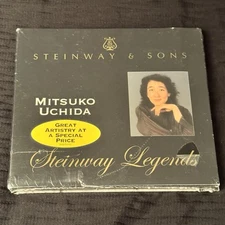 STEINWAY & SONS
MITSUKO
UCHIDA
GREAT
ARTISTRY AT
A SPECIAL
PRICE
Steinway Legends